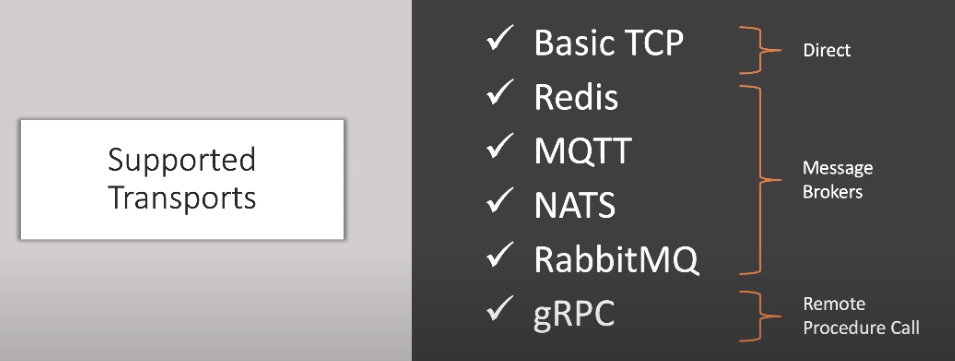 Supported
Transports
✓ Basic TCP
✓ Redis
✓ MQTT
✓ NATS
✓ RabbitMQ
✓ gRPC
Direct
Message
Brokers
Remote
Procedure Call